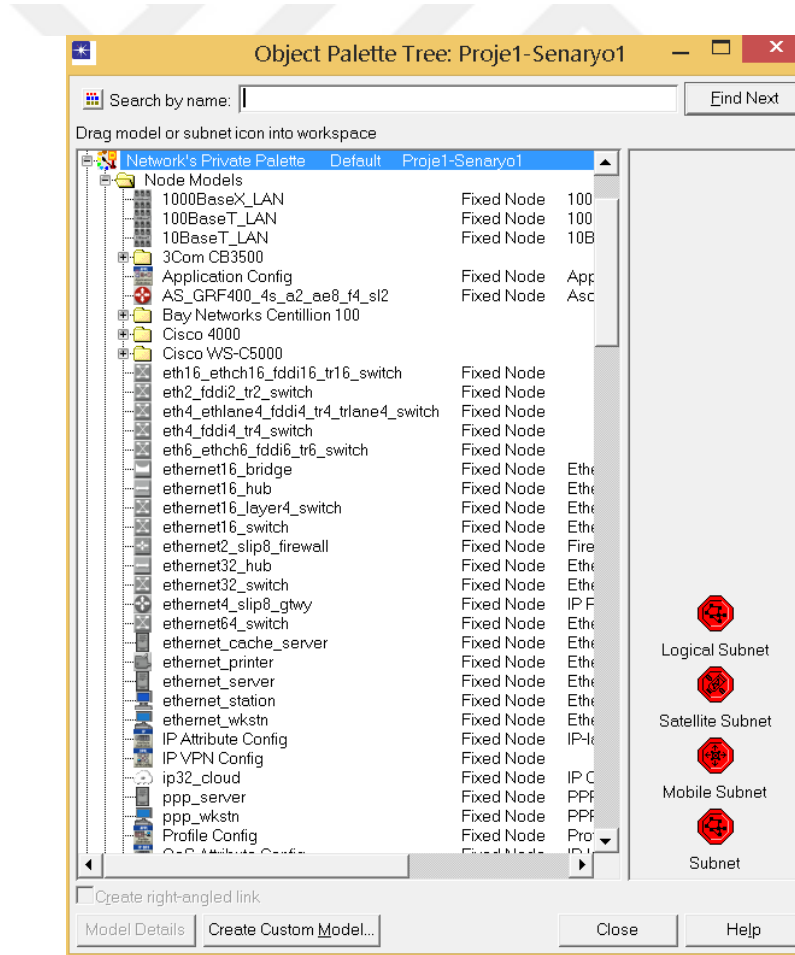 Object Palette Tree: Proje1-Senaryo1
Search by name:
Find Next
Drag model or subnet icon into workspace
Network's Private Palette Default Proje1-Senaryo1
Node Models
1000BaseX_LAN Fixed Node 100
100BaseT_LAN Fixed Node 100
10BaseT_LAN Fixed Node 10B
3Com CB3500
Application Config Fixed Node App
AS_GRF400_4s_a2_ae8_f4_sl2 Fixed Node Asc
Bay Networks Centillion 100
Cisco 4000
Cisco WS-C5000
eth16_ethch16_fddi16_tr16_switch Fixed Node
eth2_fddi2_tr2_switch Fixed Node
eth4_ethlane4_fddi4_tr4_trlane4_switch Fixed Node
eth4_fddi4_tr4_switch Fixed Node
eth6_ethch6_fddi6_tr6_switch Fixed Node
ethernet16_bridge Fixed Node Ethe
ethernet16_hub Fixed Node Ethe
ethernet16_layer4_switch Fixed Node Ethe
ethernet16_switch Fixed Node Ethe
ethernet2_slip8_firewall Fixed Node Fire
ethernet32_hub Fixed Node Ethe
ethernet32_switch Fixed Node Ethe
ethernet4_slip8_gtwy Fixed Node IP F
ethernet64_switch Fixed Node Ethe
ethernet_cache_server Fixed Node Ethe
ethernet_printer Fixed Node Ethe
ethernet_server Fixed Node Ethe
ethernet_station Fixed Node Ethe
ethernet_wkstn Fixed Node Ethe
IP Attribute Config Fixed Node IP-la
IP VPN Config Fixed Node
ip32_cloud Fixed Node IP C
ppp_server Fixed Node PPP
ppp_wkstn Fixed Node PPP
Profile Config Fixed Node Prof
QoS Attribute Config Fixed Node
Logical Subnet
Satellite Subnet
Mobile Subnet
Subnet
Create right-angled link
Model Details
Create Custom Model...
Close
Help